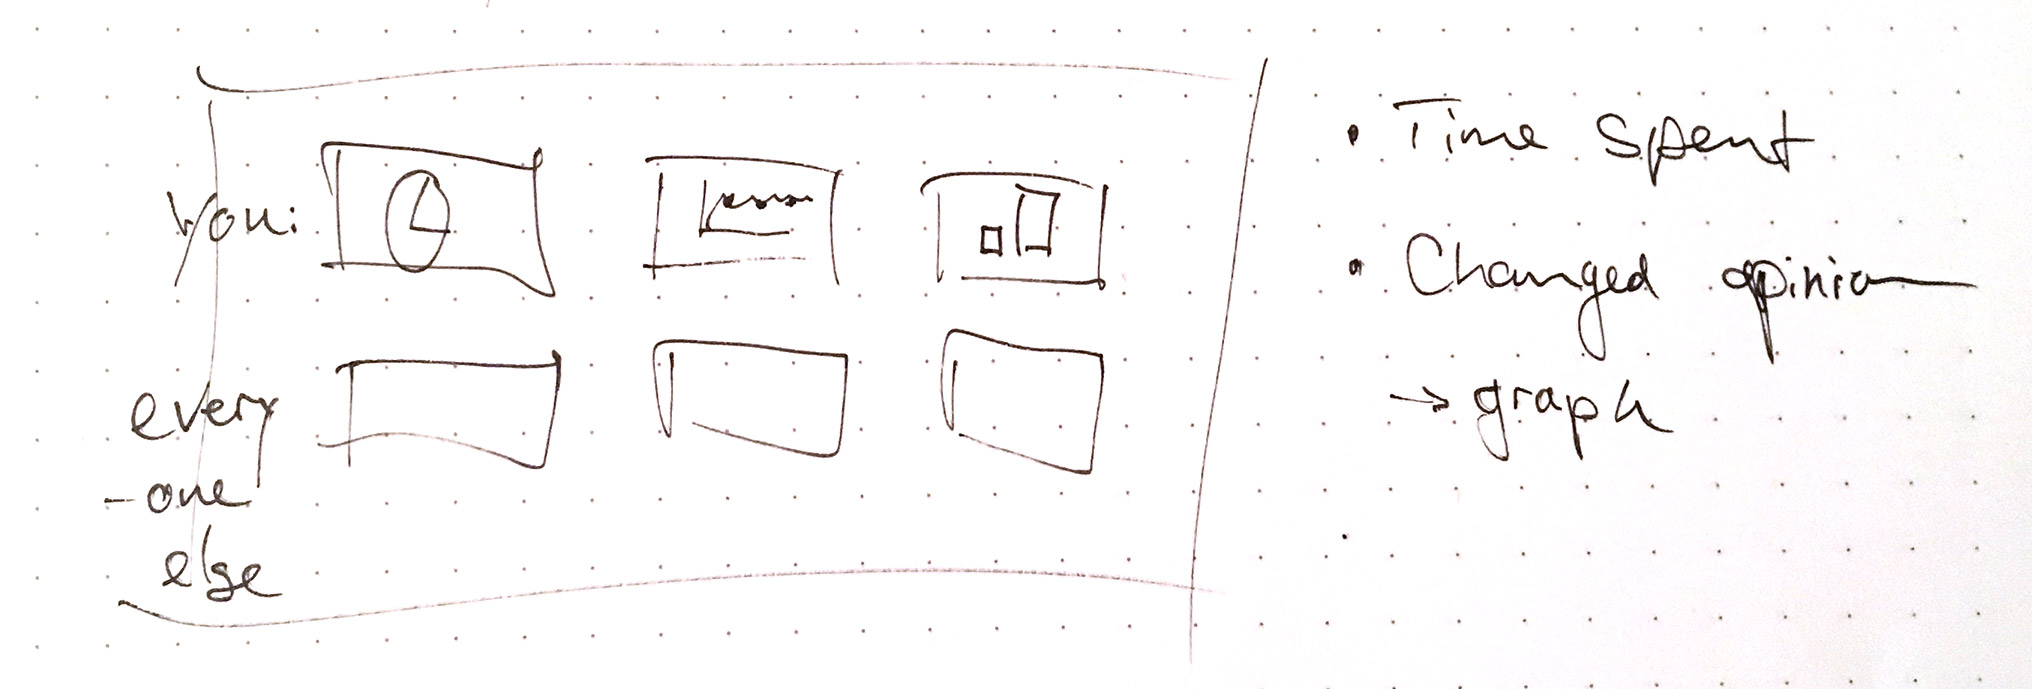 You:
every
-one
else
• Time spent
• Changed opinion
→ graph